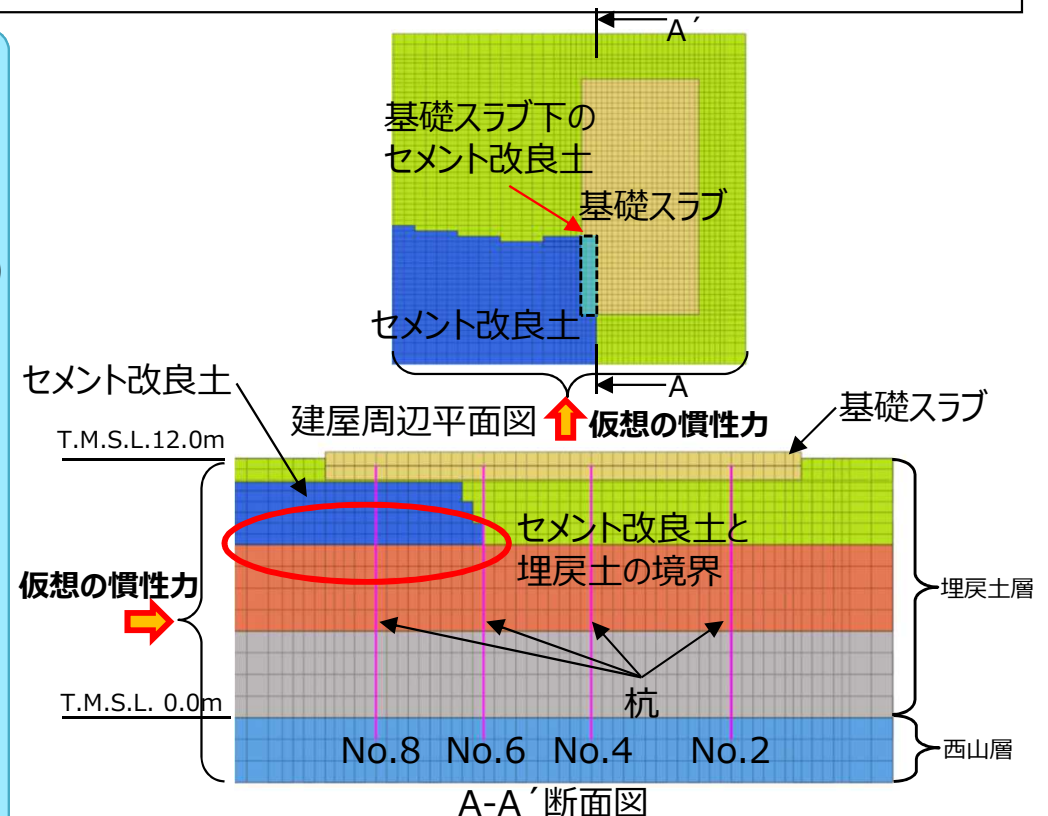 A´
基礎スラブ下の
セメント改良土
基礎スラブ
セメント改良土
A
建屋周辺平面図
仮想の慣性力
セメント改良土
基礎スラブ
T.M.S.L.12.0m
セメント改良土と
埋戻土の境界
仮想の慣性力
埋戻土層
杭
T.M.S.L. 0.0m
No.8 No.6 No.4 No.2
西山層
A-A´断面図